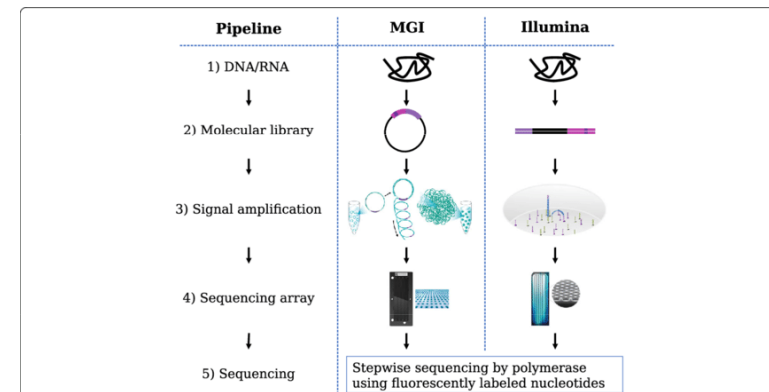 Pipeline MGI Illumina
1) DNA/RNA
2) Molecular library
3) Signal amplification
4) Sequencing array
5) Sequencing
Stepwise sequencing by polymerase
using fluorescently labeled nucleotides